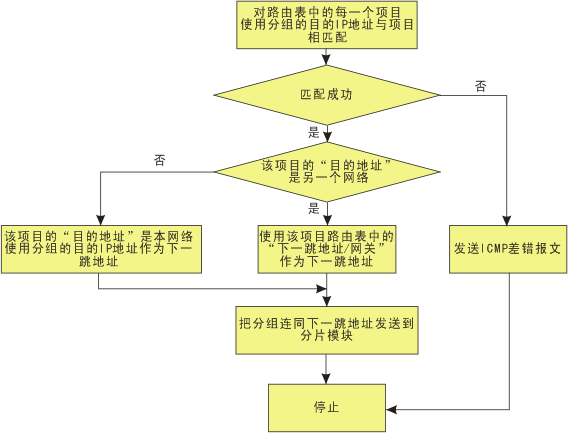 对路由表中的每一个项目
使用分组的目的IP地址与项目
相匹配
匹配成功
否
是
该项目的“目的地址”
是另一个网络
否
是
该项目的“目的地址”是本网络
使用分组的目的IP地址作为下一
跳地址
使用该项目路由表中的
“下一跳地址/网关”
作为下一跳地址
发送ICMP差错报文
把分组连同下一跳地址发送到
分片模块
停止